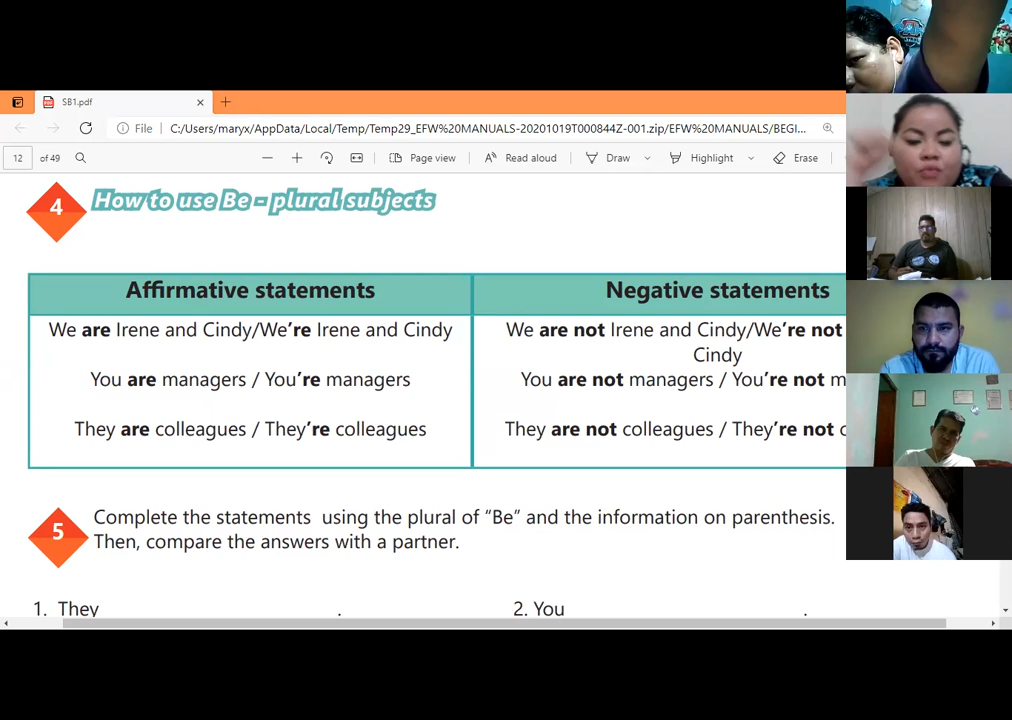 SB1.pdf
File
C:/Users/maryx/AppData/Local/Temp/Temp29_EFW%20MANUALS-20201019T000844Z-001.zip/EFW%20MANUALS/BEGI...
12 of 49
Page view
Read aloud
Draw
Highlight
Erase
4 How to use Be - plural subjects
Affirmative statements
We are Irene and Cindy/We're Irene and Cindy
You are managers / You're managers
They are colleagues / They're colleagues
Negative statements
We are not Irene and Cindy/We're not
Cindy
You are not managers / You're not m
They are not colleagues / They're not c
5 Complete the statements using the plural of "Be" and the information on parenthesis.
Then, compare the answers with a partner.
1. They .
2. You .